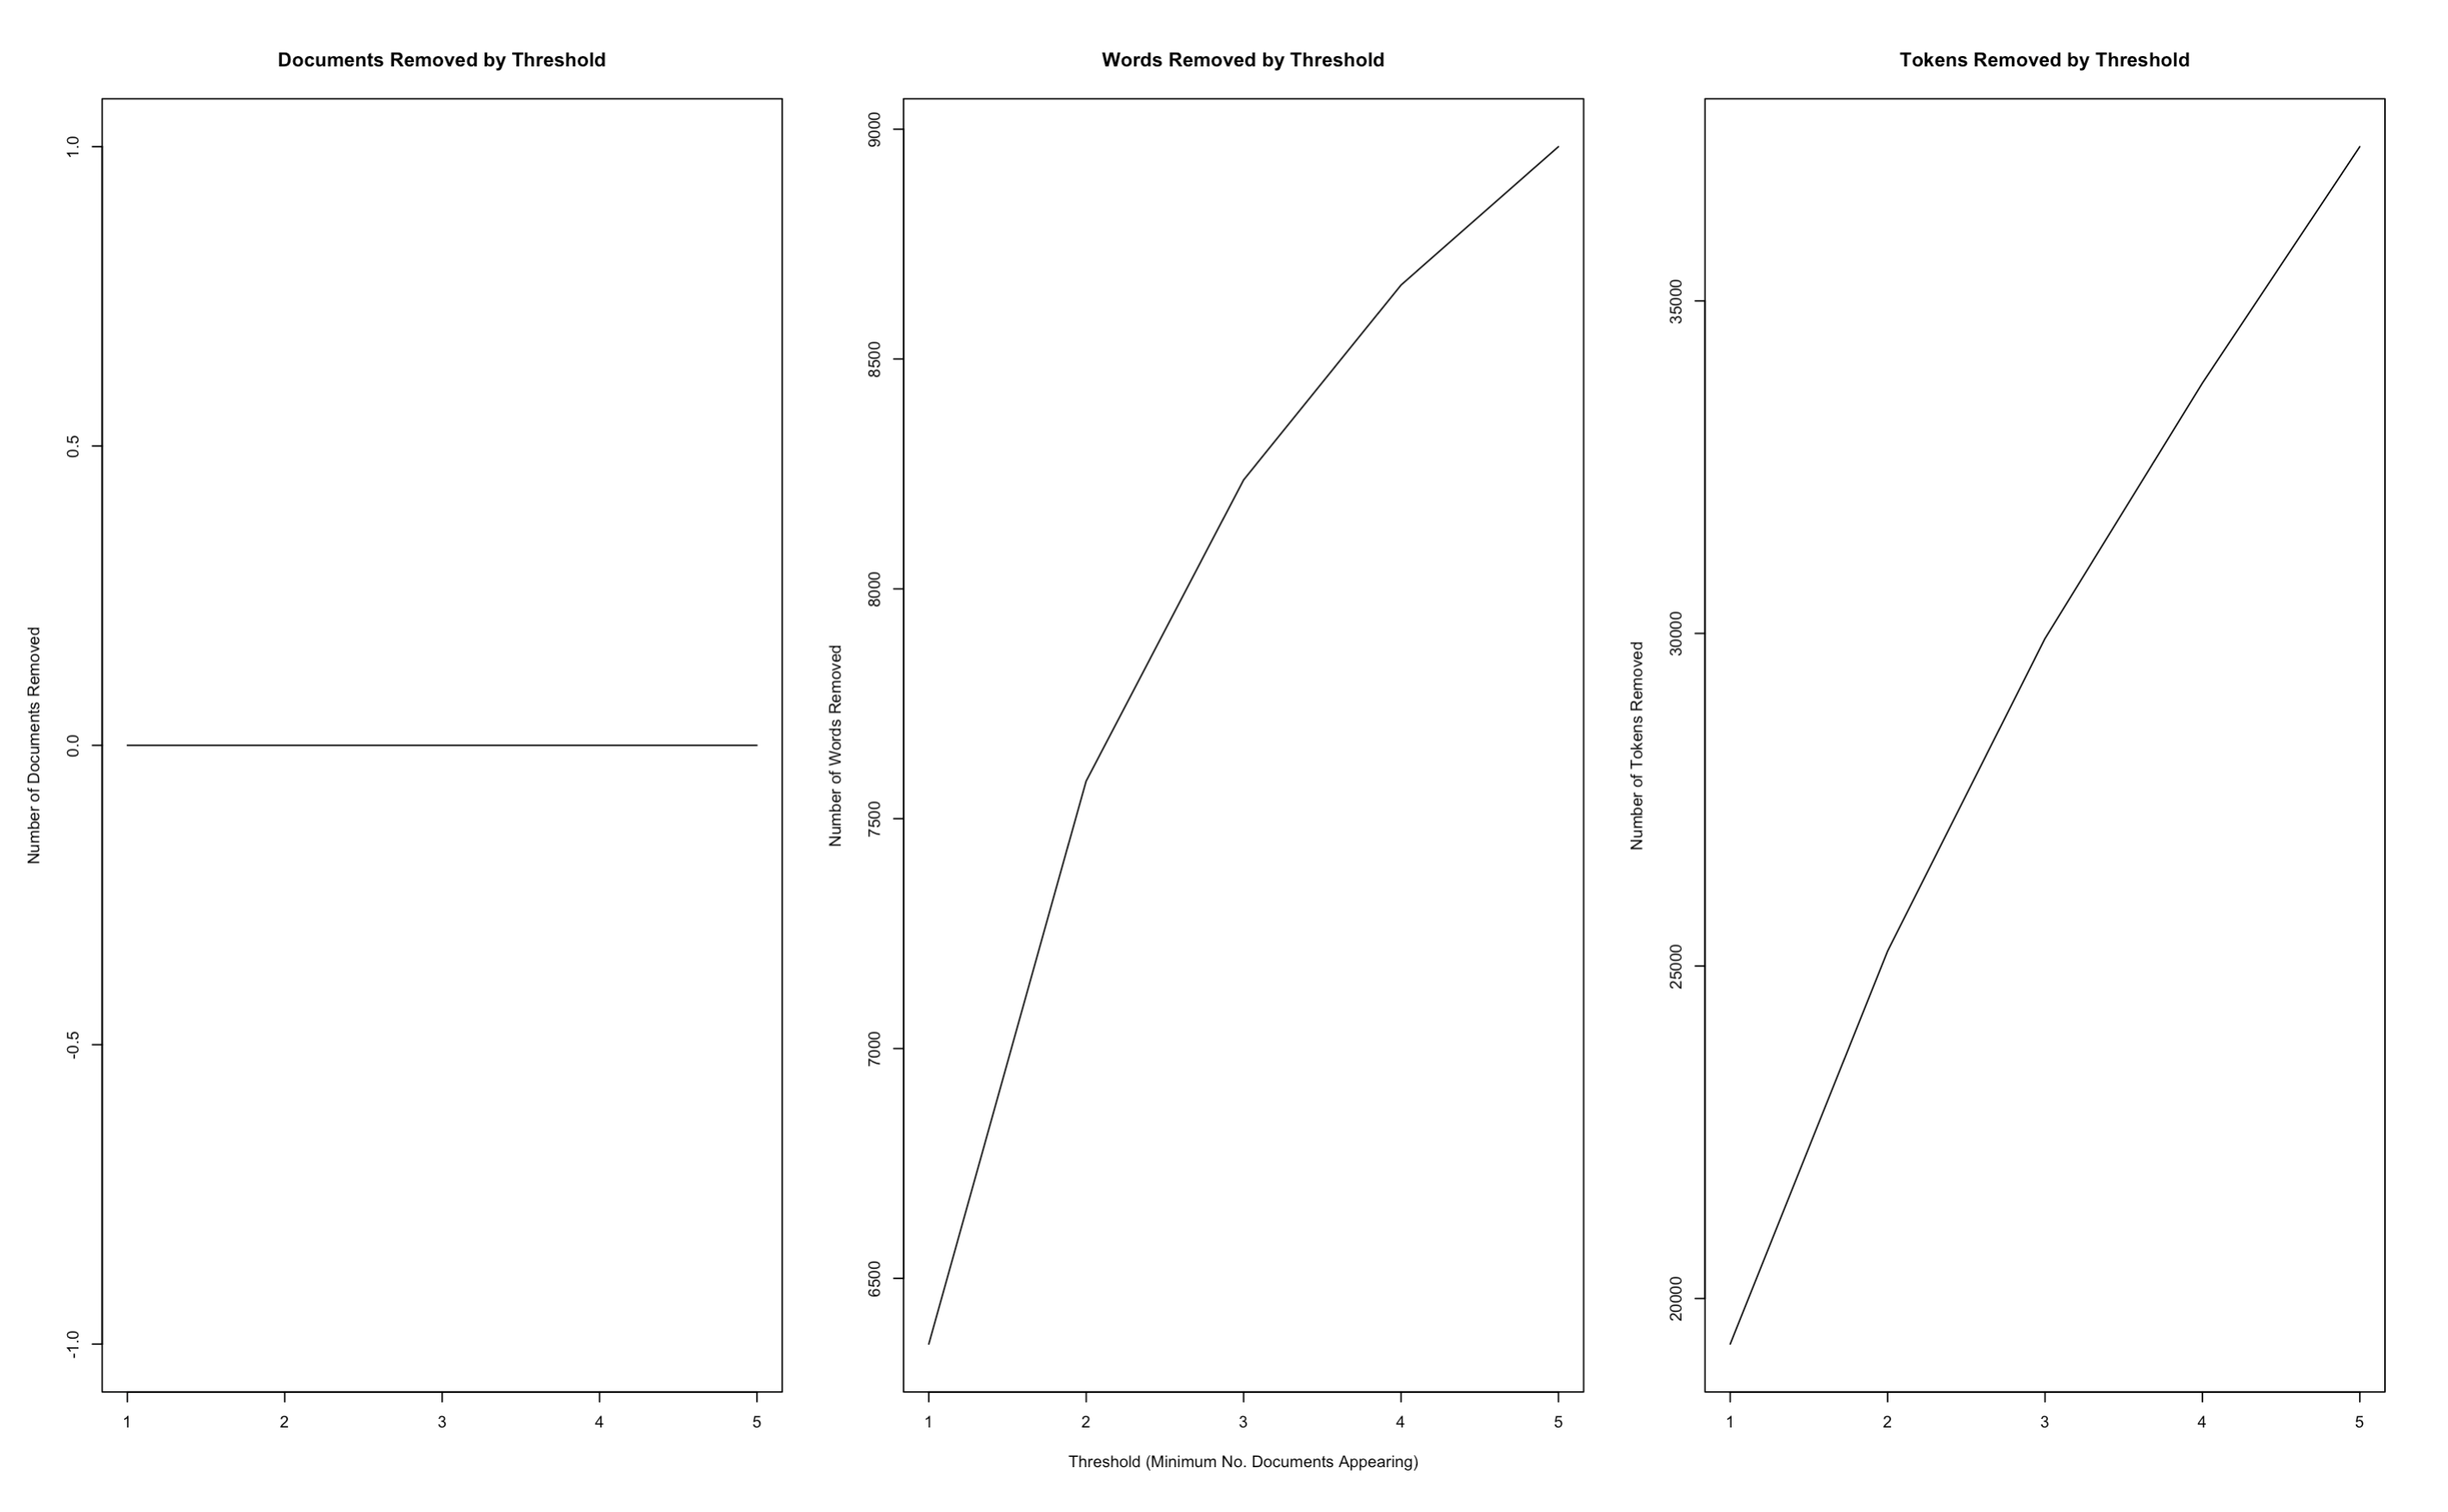 Documents Removed by Threshold
Number of Documents Removed
1.0
0.5
0.0
-0.5
-1.0
1 2 3 4 5
Words Removed by Threshold
Number of Words Removed
9000
8500
8000
7500
7000
6500
1 2 3 4 5
Threshold (Minimum No. Documents Appearing)
Tokens Removed by Threshold
Number of Tokens Removed
35000
30000
25000
20000
1 2 3 4 5